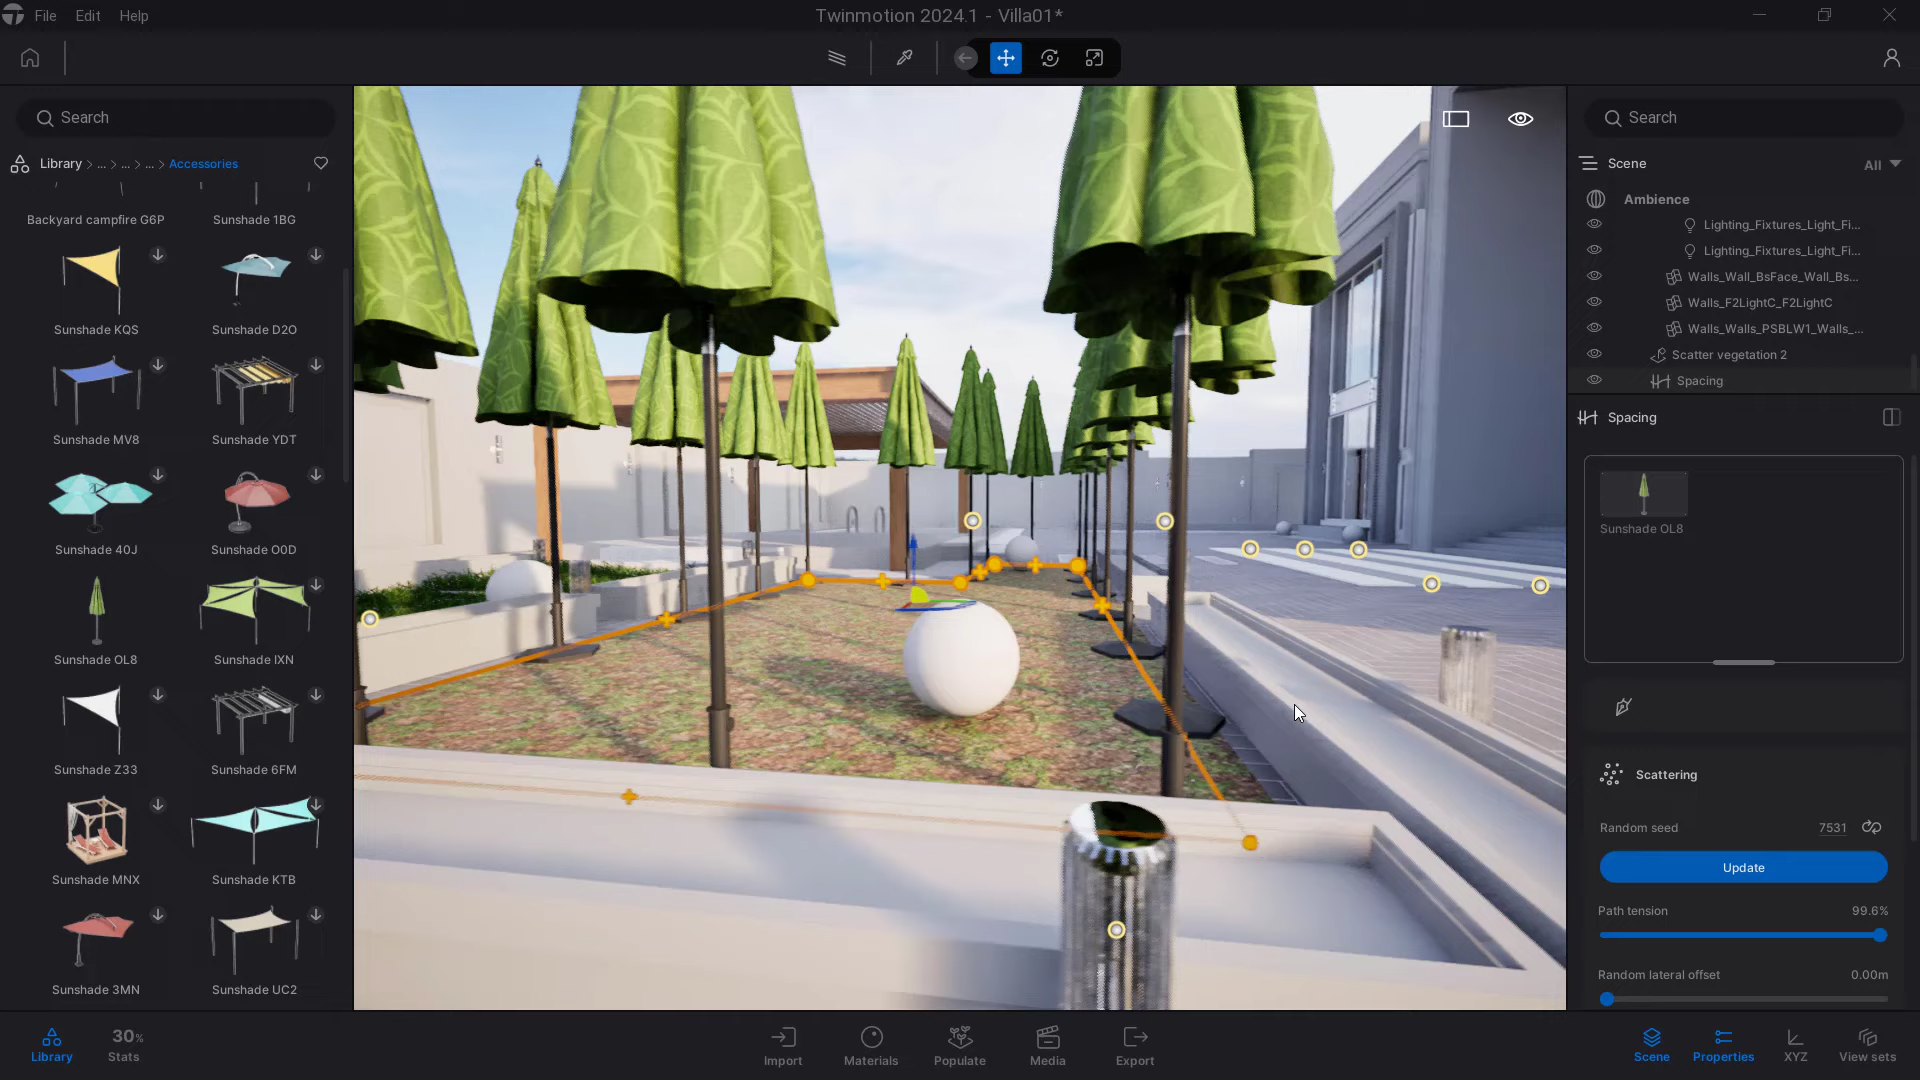 File Edit Help
Twinmotion 2024.1 - Villa01*
Search
Library > ... > ... > ... > Accessories
Backyard campfire G6P
Sunshade 1BG
Sunshade KQS
Sunshade D2O
Sunshade MV8
Sunshade YDT
Sunshade 40J
Sunshade O0D
Sunshade OL8
Sunshade IXN
Sunshade Z33
Sunshade 6FM
Sunshade MNX
Sunshade KTB
Sunshade 3MN
Sunshade UC2
Search
Scene
All
Ambience
Lighting_Fixtures_Light_Fi...
Lighting_Fixtures_Light_Fi...
Walls_Wall_BsFace_Wall_Bs...
Walls_F2LightC_F2LightC
Walls_Walls_PSBLW1_Walls_...
Scatter vegetation 2
Spacing
Spacing
Sunshade OL8
Scattering
Random seed 7531
Update
Path tension 99.6%
Random lateral offset 0.00m
Library
30%
Stats
Import
Materials
Populate
Media
Export
Scene
Properties
XYZ
View sets